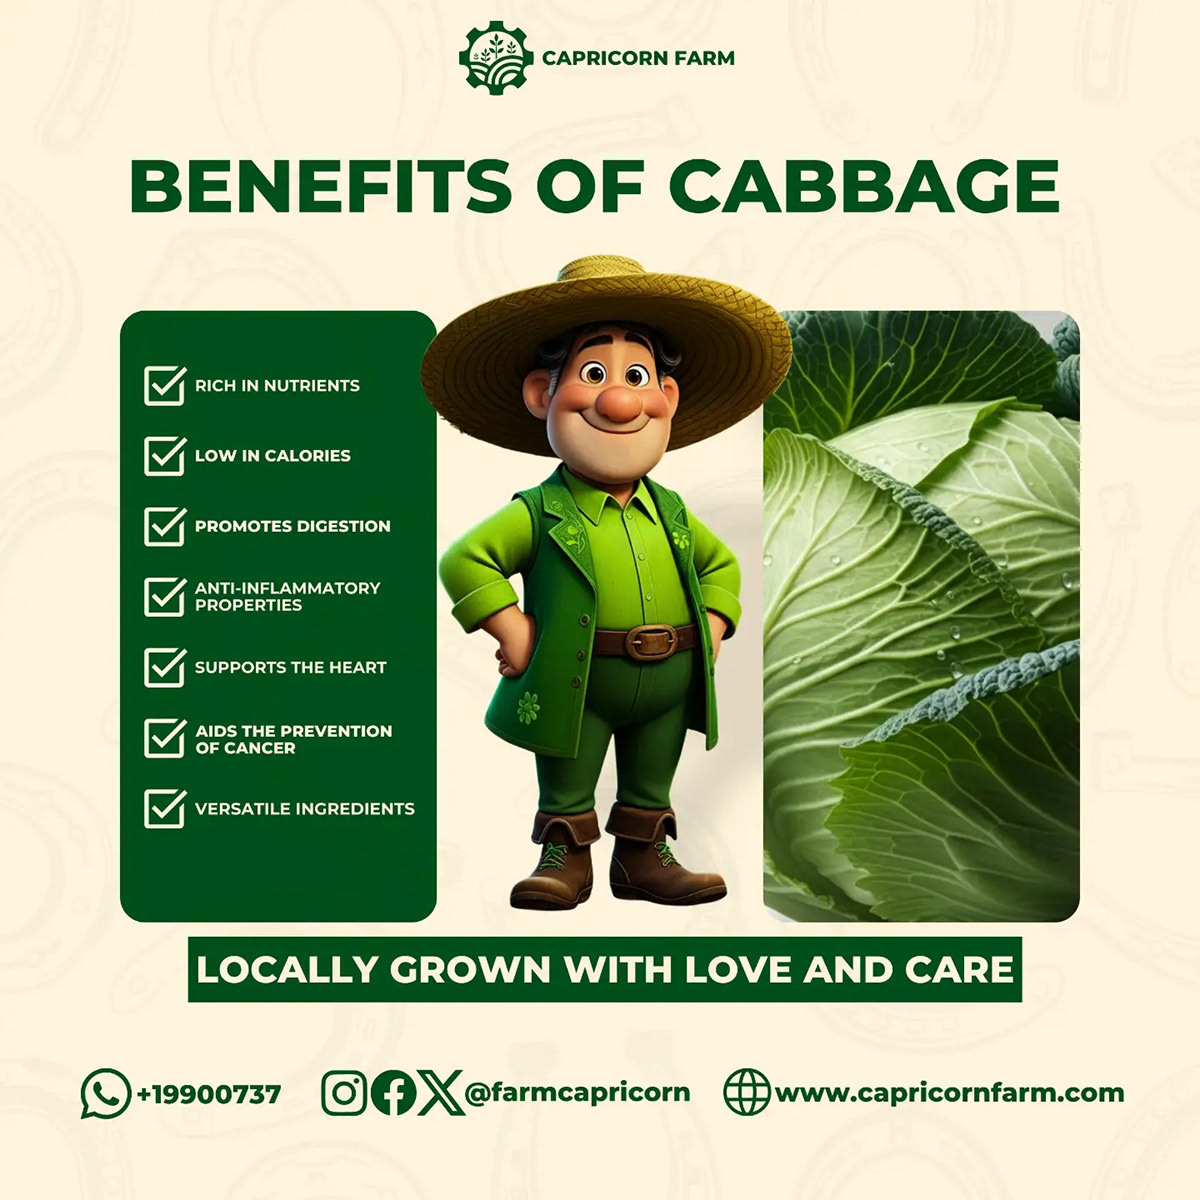 CAPRICORN FARM
BENEFITS OF CABBAGE
RICH IN NUTRIENTS
LOW IN CALORIES
PROMOTES DIGESTION
ANTI-INFLAMMATORY
PROPERTIES
SUPPORTS THE HEART
AIDS THE PREVENTION
OF CANCER
VERSATILE INGREDIENTS
LOCALLY GROWN WITH LOVE AND CARE
+19900737 @farmcapricorn www.capricornfarm.com